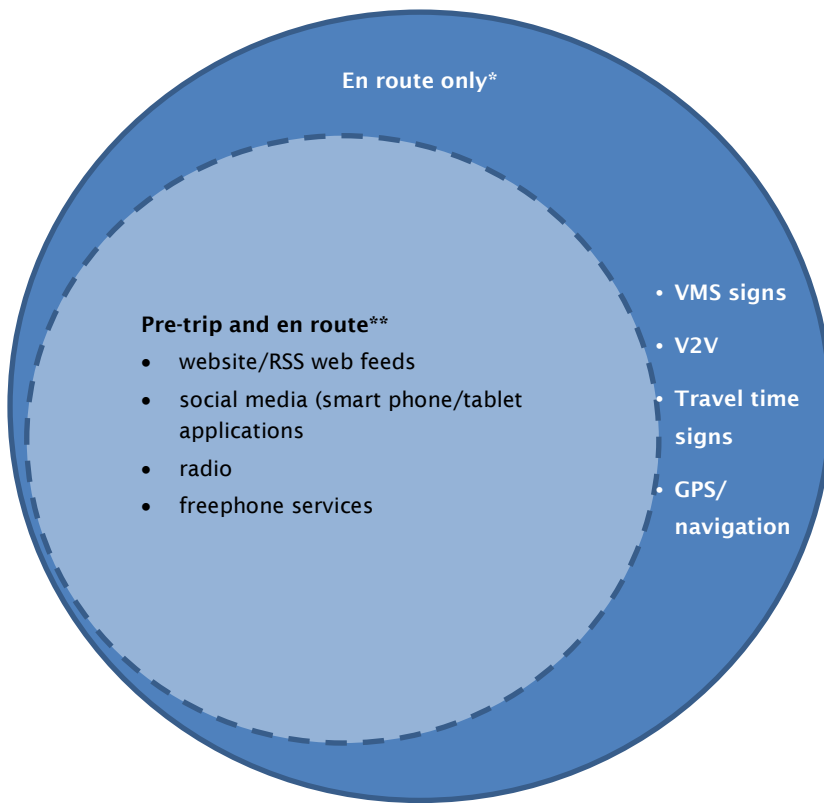 En route only*
Pre-trip and en route**
• website/RSS web feeds
• social media (smart phone/tablet
applications
• radio
• freephone services
• VMS signs
• V2V
• Travel time
signs
• GPS/
navigation